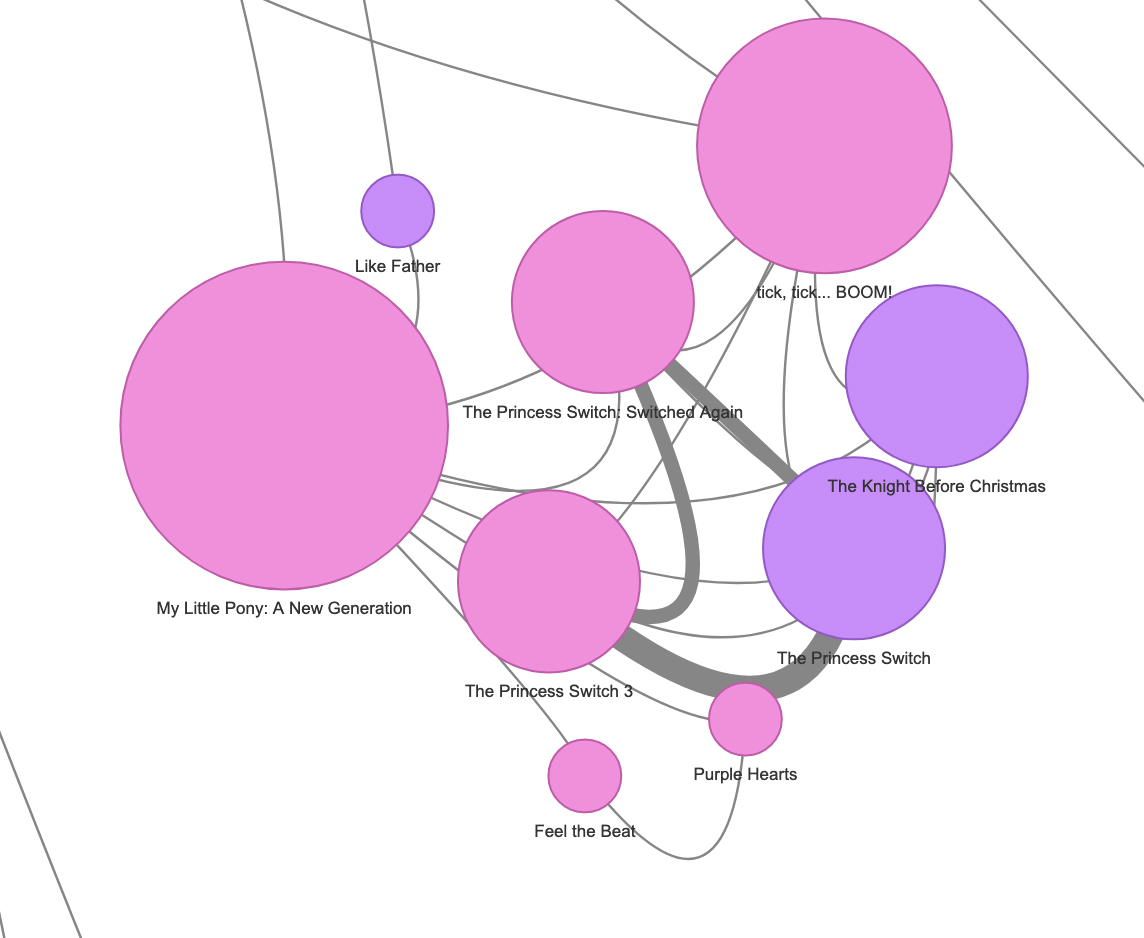 Like Father
tick, tick... BOOM!
The Princess Switch: Switched Again
The Knight Before Christmas
My Little Pony: A New Generation
The Princess Switch
The Princess Switch 3
Purple Hearts
Feel the Beat